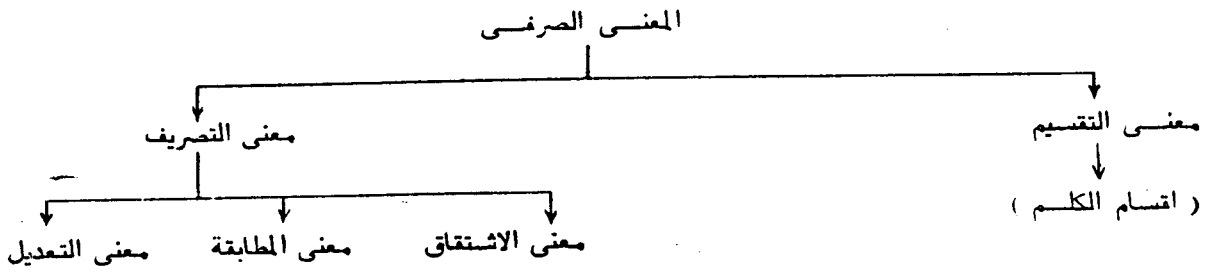 المعنى الصرفى
معنى التقسيم
معنى التصريف
( اقسام الكلم )
معنى الاشتقاق
معنى المطابقة
معنى التعديل